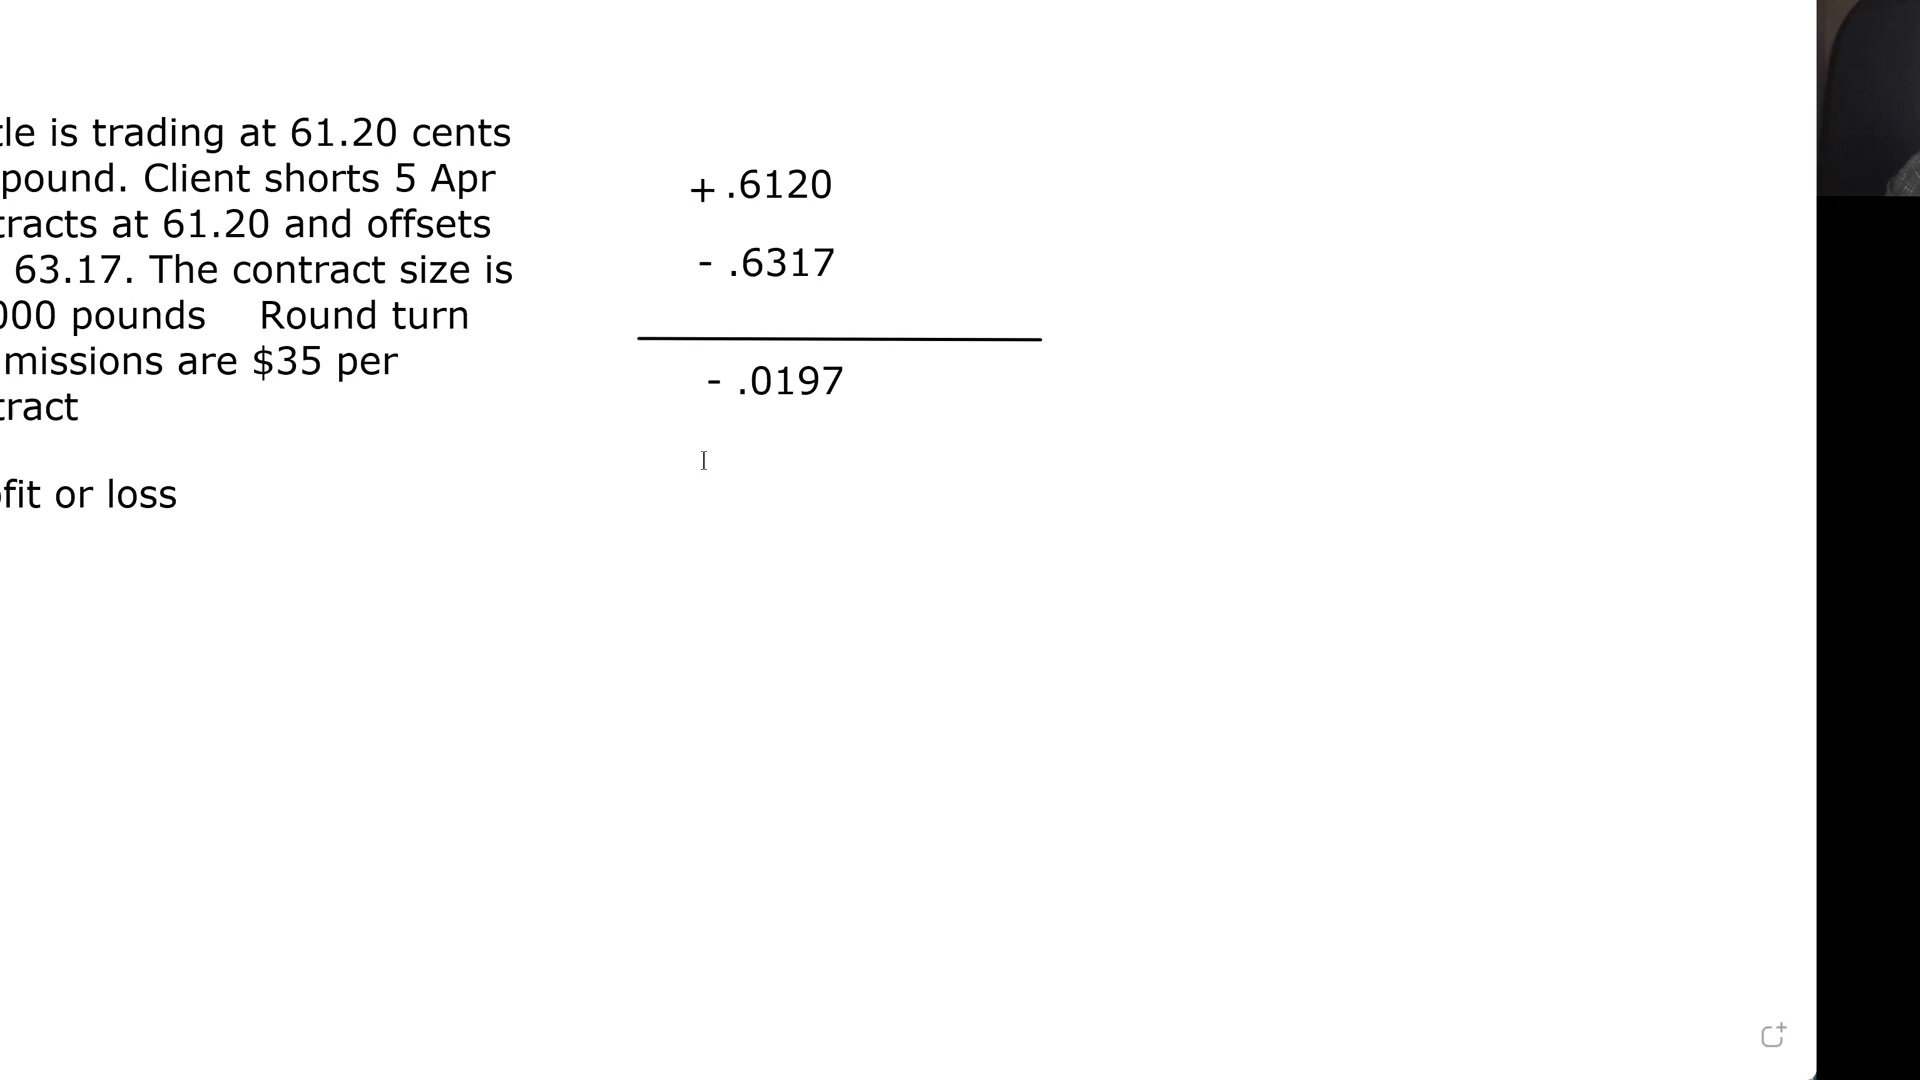 tle is trading at 61.20 cents
pound. Client shorts 5 Apr
tracts at 61.20 and offsets
63.17. The contract size is
000 pounds Round turn
missions are $35 per
tract
fit or loss
+ .6120
- .6317
- .0197